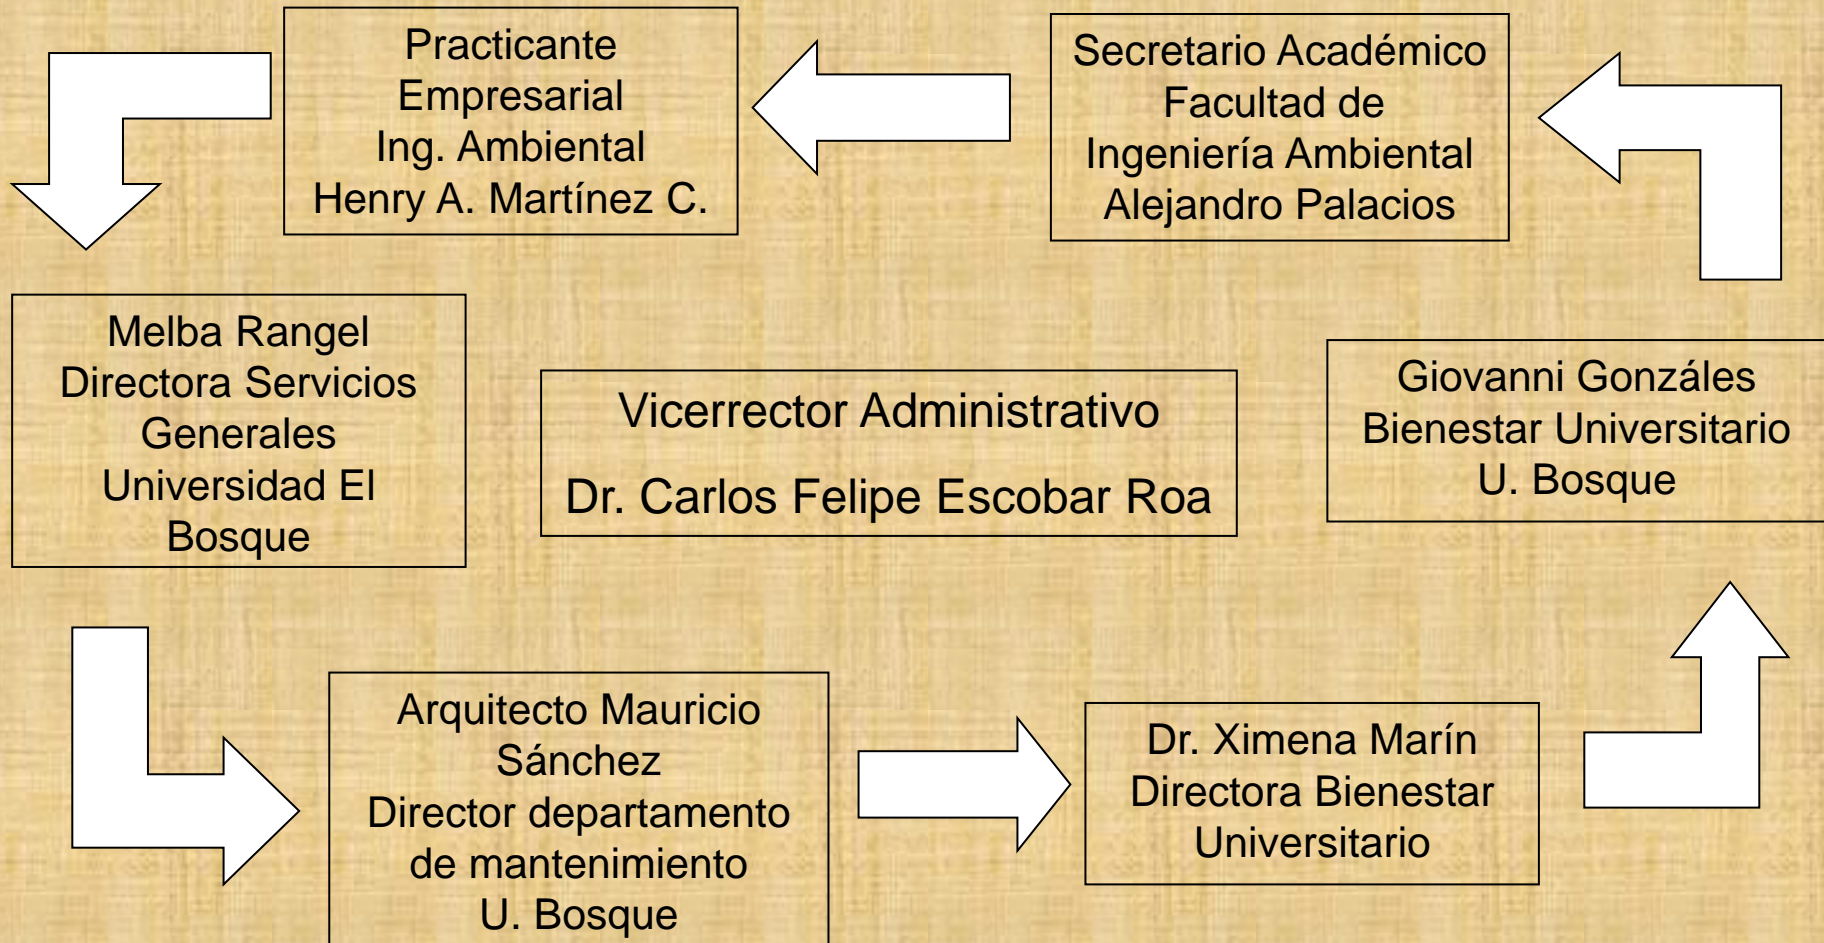 Practicante
Empresarial
Ing. Ambiental
Henry A. Martínez C.
Secretario Académico
Facultad de
Ingeniería Ambiental
Alejandro Palacios
Melba Rangel
Directora Servicios
Generales
Universidad El
Bosque
Vicerrector Administrativo
Dr. Carlos Felipe Escobar Roa
Giovanni Gonzáles
Bienestar Universitario
U. Bosque
Arquitecto Mauricio
Sánchez
Director departamento
de mantenimiento
U. Bosque
Dr. Ximena Marín
Directora Bienestar
Universitario